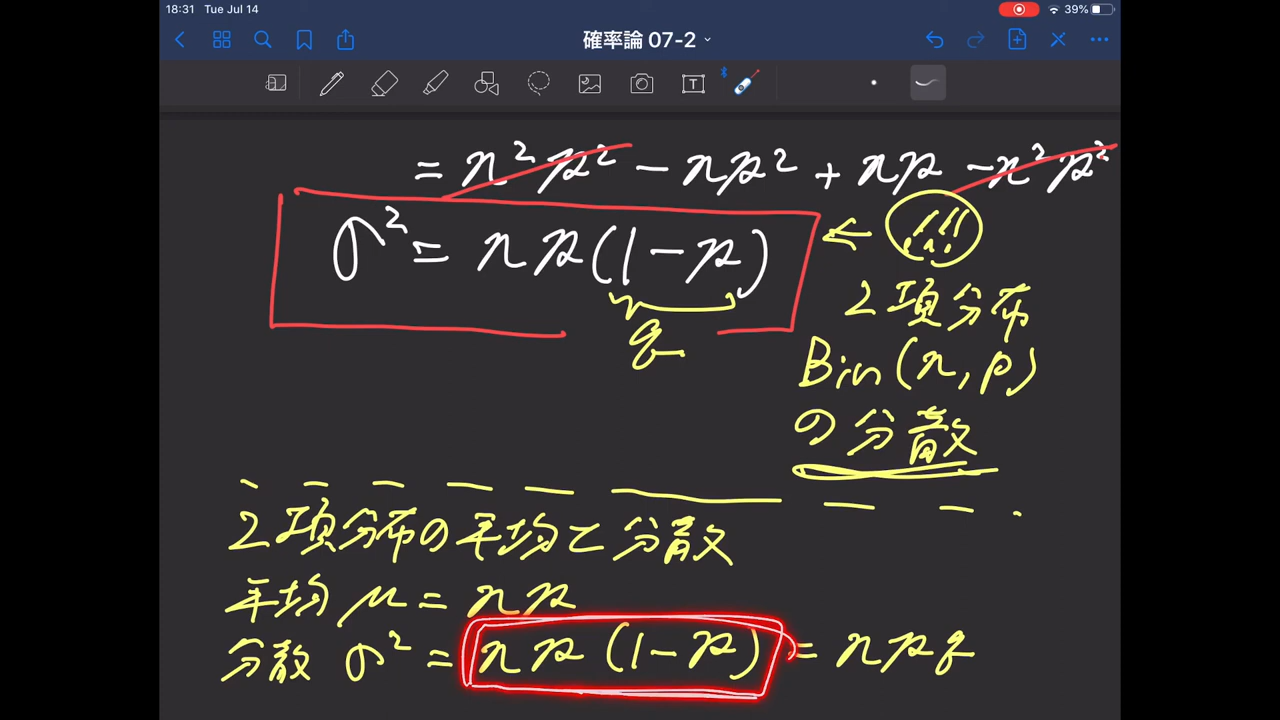 18:31 Tue Jul 14 39%
確率論 07-2
T
= n²p² - np² + np - n²p²
σ² = np(1-p) ← !!!
q
2項分布
Bin(n, p)
の分散
2項分布の平均と分散
平均 μ = np
分散 σ² = np(1-p) = npq